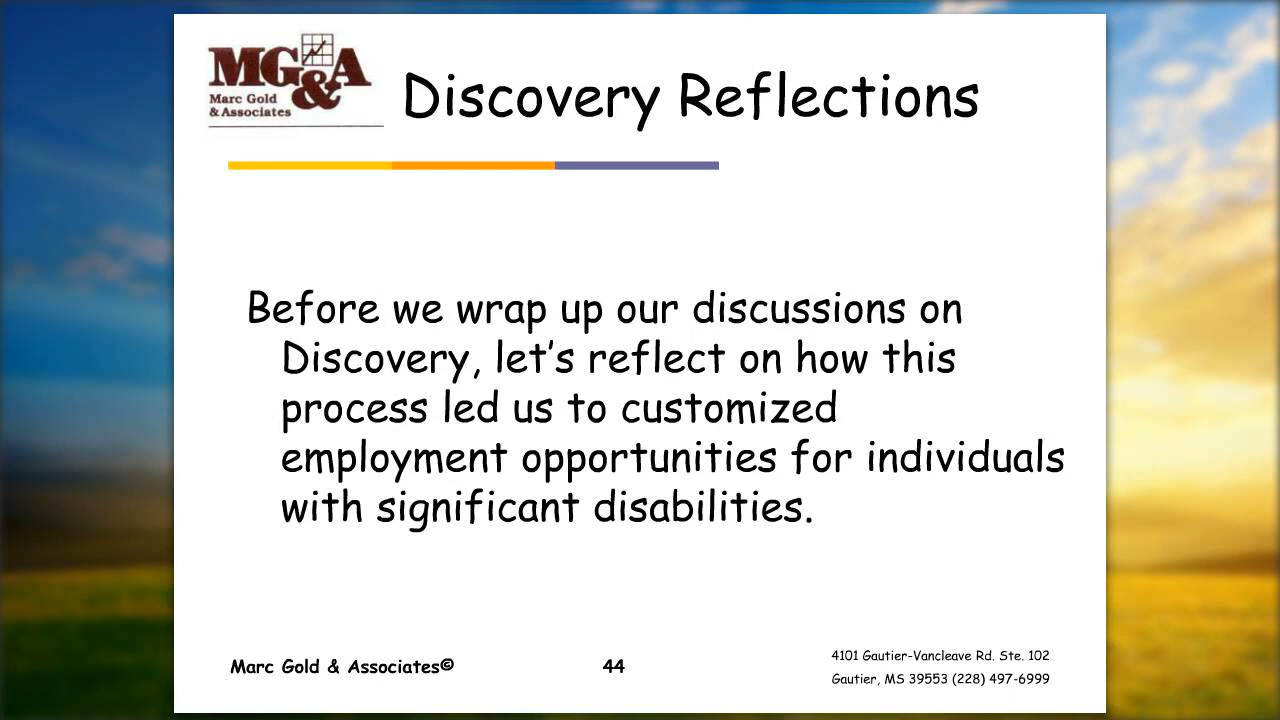 MG&A
Marc Gold
& Associates
Discovery Reflections
Before we wrap up our discussions on
Discovery, let’s reflect on how this
process led us to customized
employment opportunities for individuals
with significant disabilities.
Marc Gold & Associates©
44
4101 Gautier-Vancleave Rd. Ste. 102
Gautier, MS 39553 (228) 497-6999